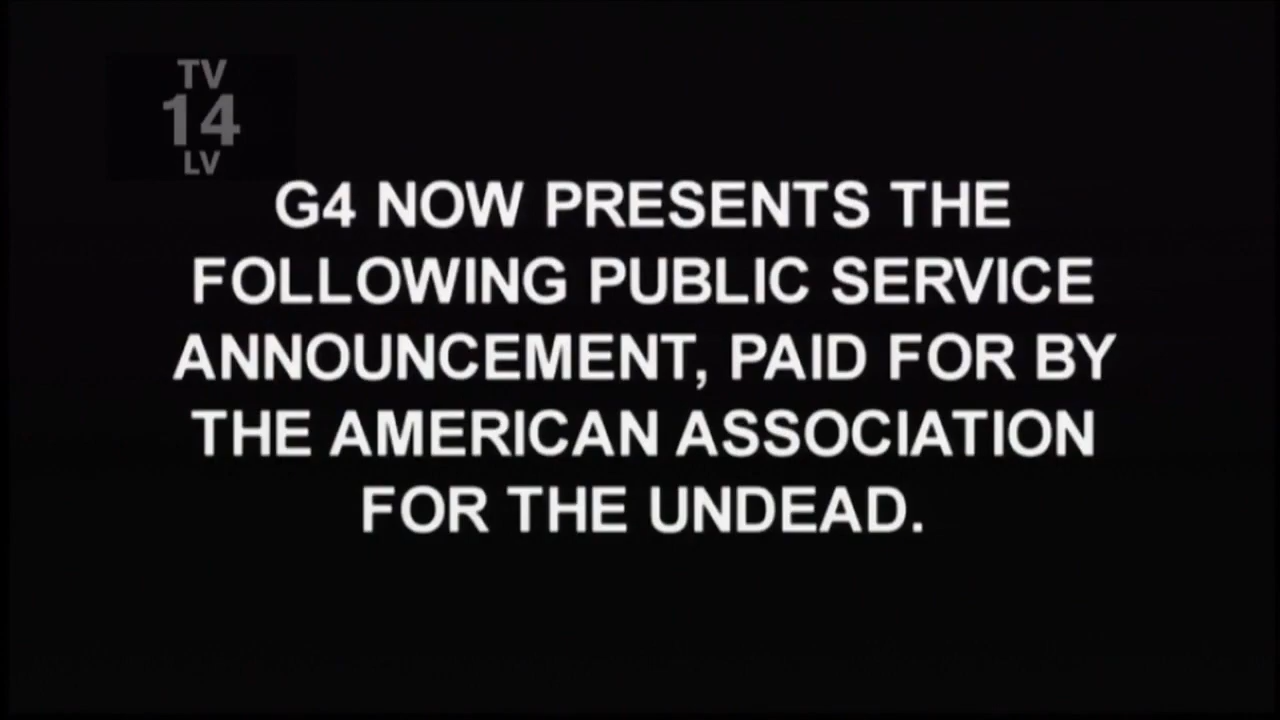 TV
14
LV
G4 NOW PRESENTS THE
FOLLOWING PUBLIC SERVICE
ANNOUNCEMENT, PAID FOR BY
THE AMERICAN ASSOCIATION
FOR THE UNDEAD.